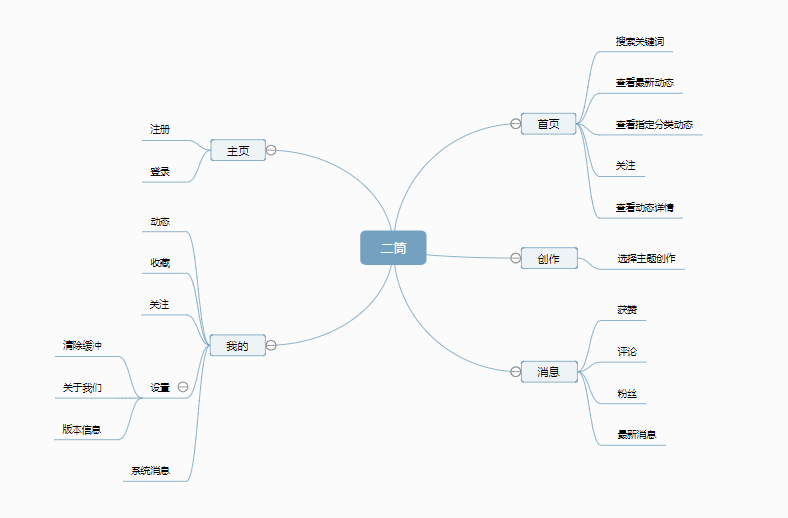 搜索关键词
查看最新动态
首页
查看指定分类动态
注册
主页
关注
登录
查看动态详情
动态
二筒
收藏
创作
选择主题创作
关注
获赞
清除缓冲
我的
评论
消息
关于我们
设置
粉丝
版本信息
最新消息
系统消息